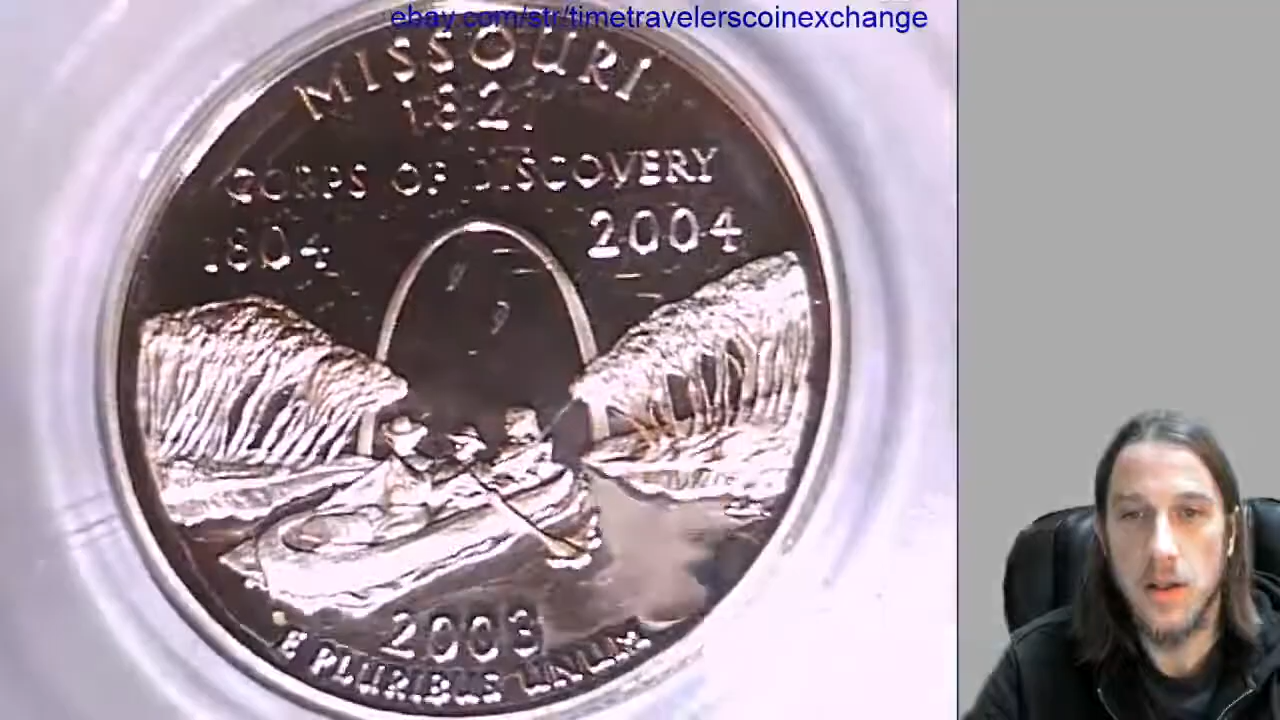 ebay.com/str/timetravelerscoinexchange
MISSOURI
1821
CORPS OF DISCOVERY
1804
2004
2003
E PLURIBUS UNUM